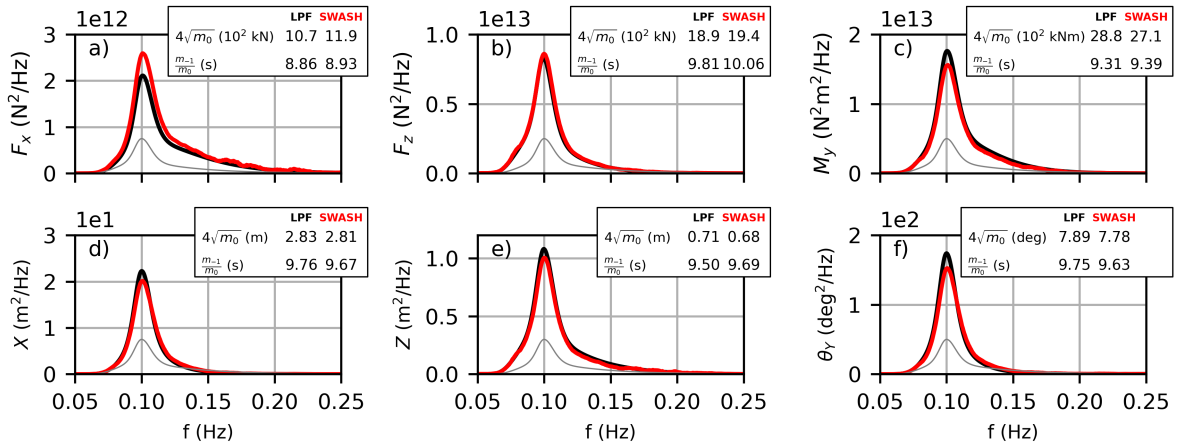 1e12
a)
LPF SWASH
4√m₀ (10² kN) 10.7 11.9
m₋₁/m₀ (s) 8.86 8.93
3
2
1
0
Fₓ (N²/Hz)
1e13
b)
LPF SWASH
4√m₀ (10² kN) 18.9 19.4
m₋₁/m₀ (s) 9.81 10.06
1.0
0.5
0.0
F_z (N²/Hz)
1e13
c)
LPF SWASH
4√m₀ (10² kNm) 28.8 27.1
m₋₁/m₀ (s) 9.31 9.39
2
1
0
M_y (N²m²/Hz)
1e1
d)
LPF SWASH
4√m₀ (m) 2.83 2.81
m₋₁/m₀ (s) 9.76 9.67
3
2
1
0
X (m²/Hz)
0.05 0.10 0.15 0.20 0.25
f (Hz)
e)
LPF SWASH
4√m₀ (m) 0.71 0.68
m₋₁/m₀ (s) 9.50 9.69
1.0
0.5
0.0
Z (m²/Hz)
0.05 0.10 0.15 0.20 0.25
f (Hz)
1e2
f)
LPF SWASH
4√m₀ (deg) 7.89 7.78
m₋₁/m₀ (s) 9.75 9.63
2
1
0
θ_Y (deg²/Hz)
0.05 0.10 0.15 0.20 0.25
f (Hz)